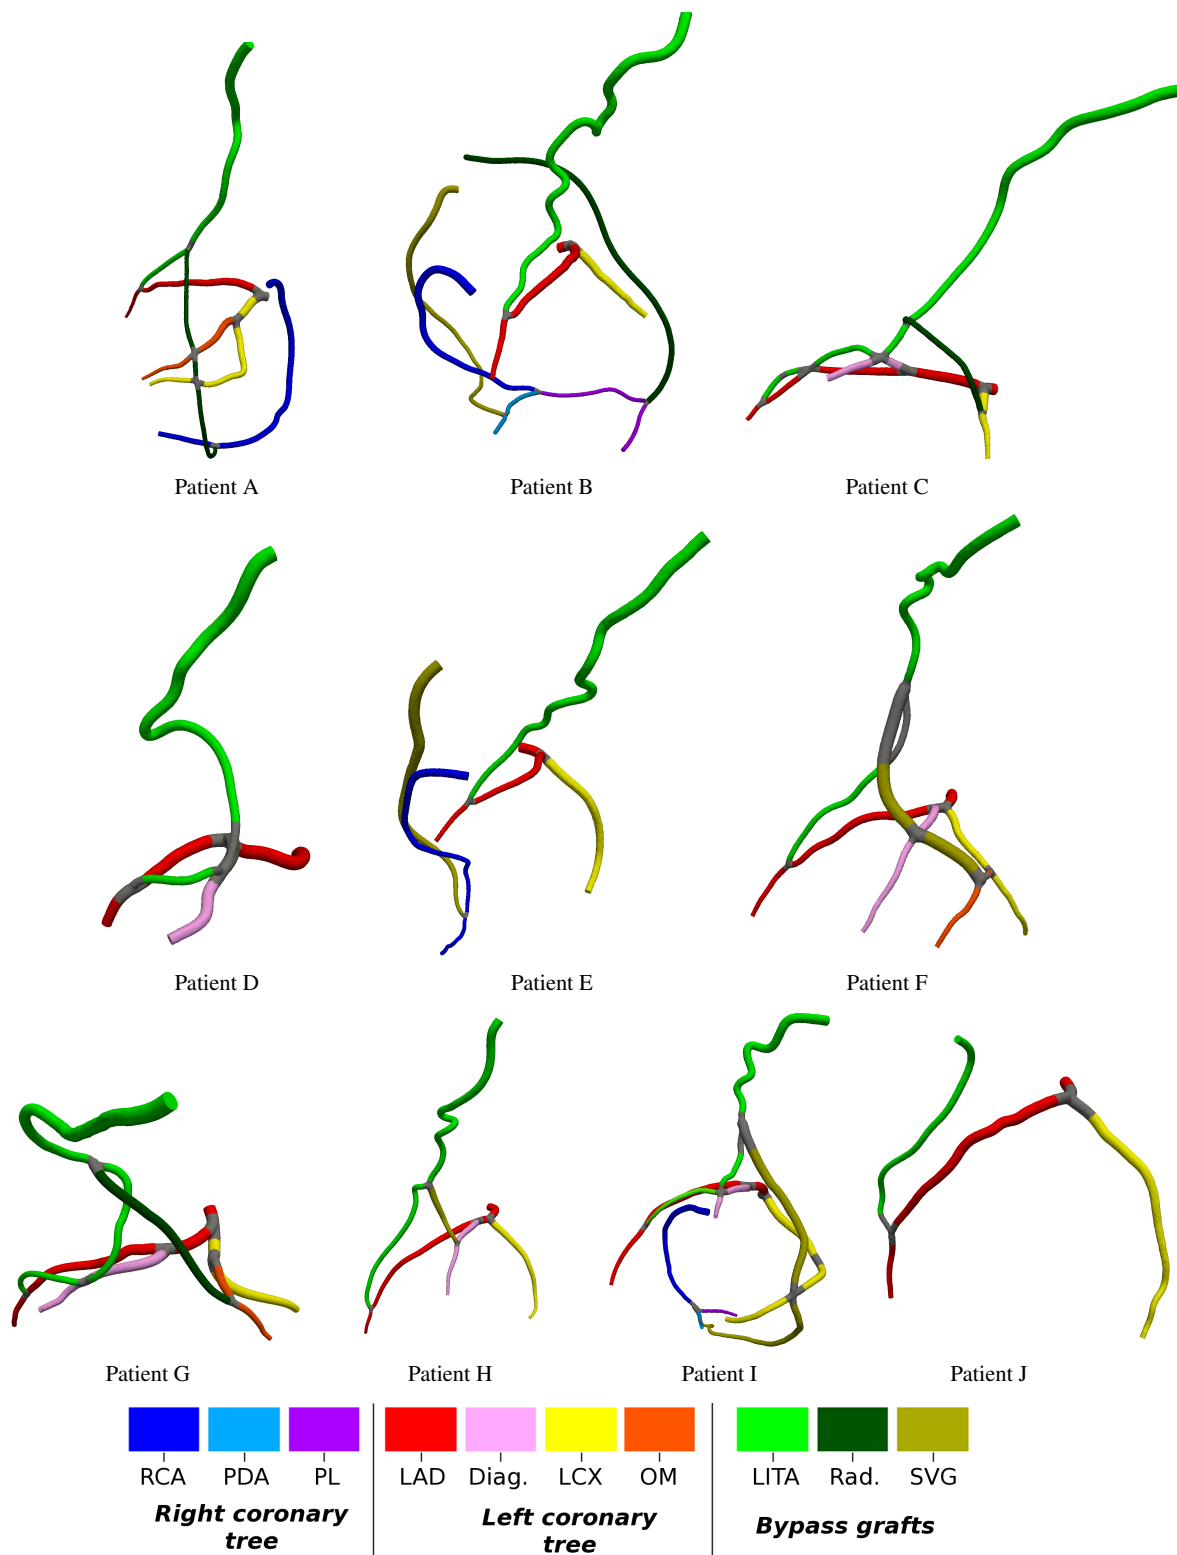 Patient A Patient B Patient C
Patient D Patient E Patient F
Patient G Patient H Patient I Patient J
RCA PDA PL LAD Diag. LCX OM LITA Rad. SVG
Right coronary
tree
Left coronary
tree
Bypass grafts